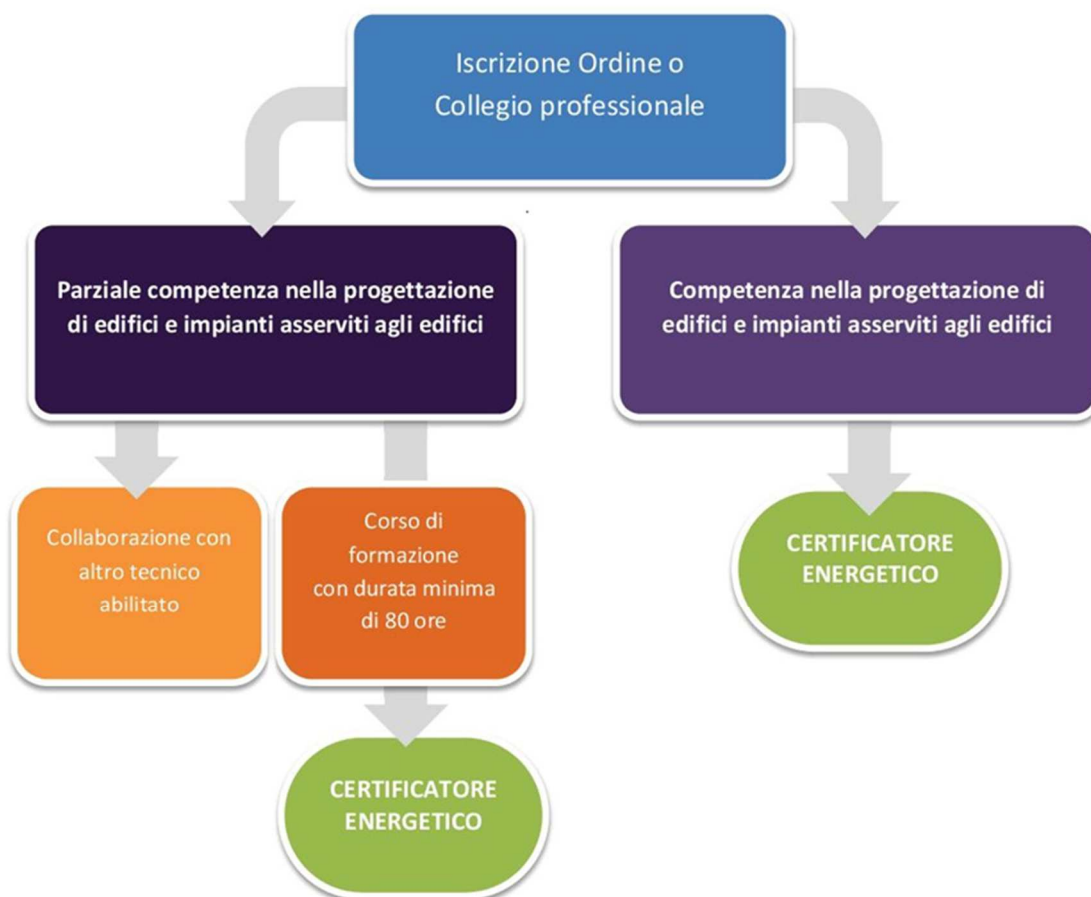 Iscrizione Ordine o
Collegio professionale
Parziale competenza nella progettazione
di edifici e impianti asserviti agli edifici
Competenza nella progettazione di
edifici e impianti asserviti agli edifici
Collaborazione con
altro tecnico
abilitato
Corso di
formazione
con durata minima
di 80 ore
CERTIFICATORE
ENERGETICO
CERTIFICATORE
ENERGETICO